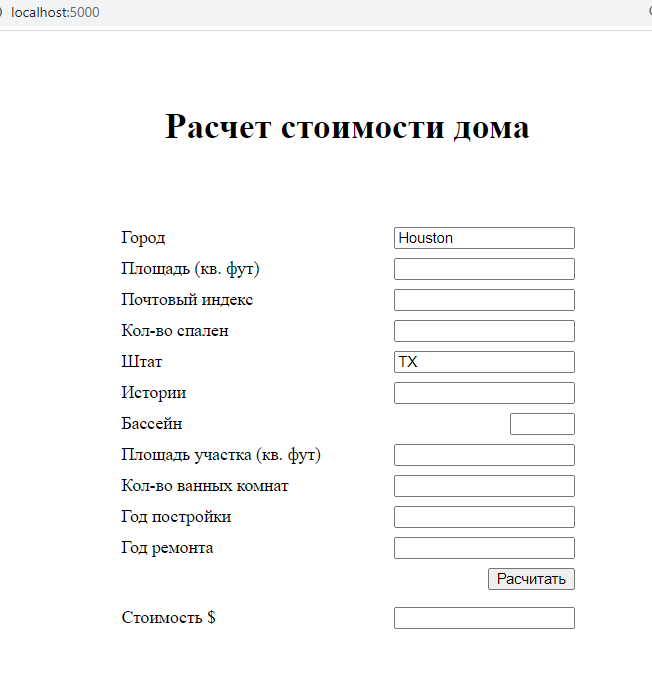 localhost:5000
Расчет стоимости дома
Город Houston
Площадь (кв. фут)
Почтовый индекс
Кол-во спален
Штат TX
Истории
Бассейн
Площадь участка (кв. фут)
Кол-во ванных комнат
Год постройки
Год ремонта
Расчитать
Стоимость $